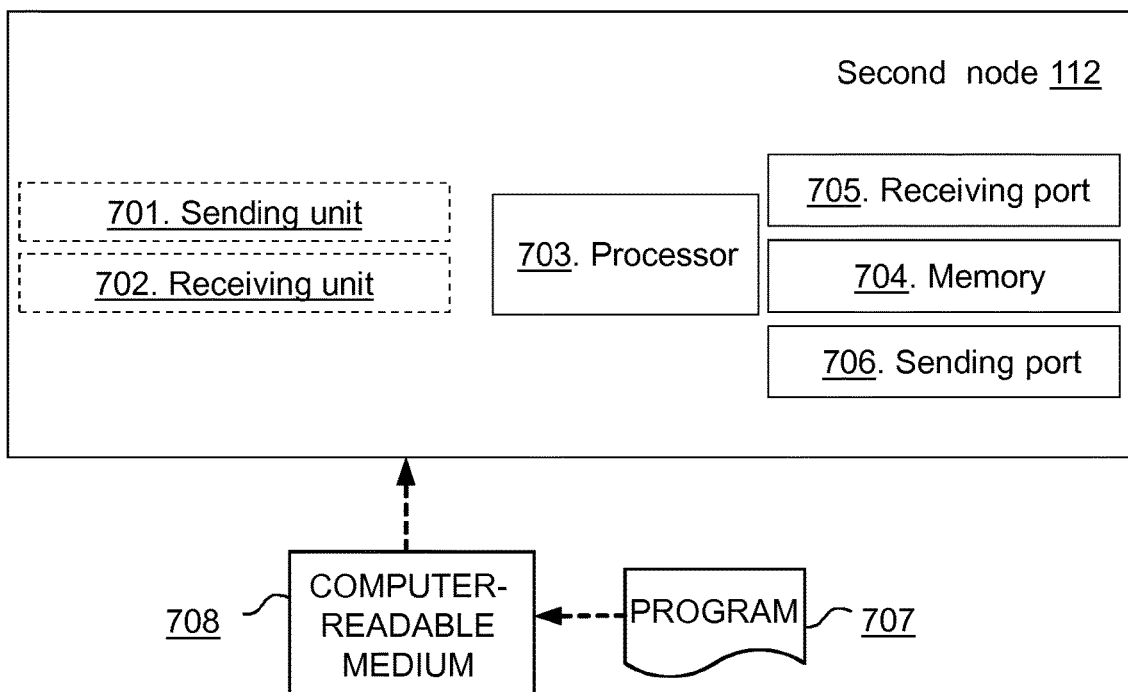 Second node 112
701. Sending unit
702. Receiving unit
703. Processor
705. Receiving port
704. Memory
706. Sending port
708
COMPUTER-
READABLE
MEDIUM
PROGRAM
707